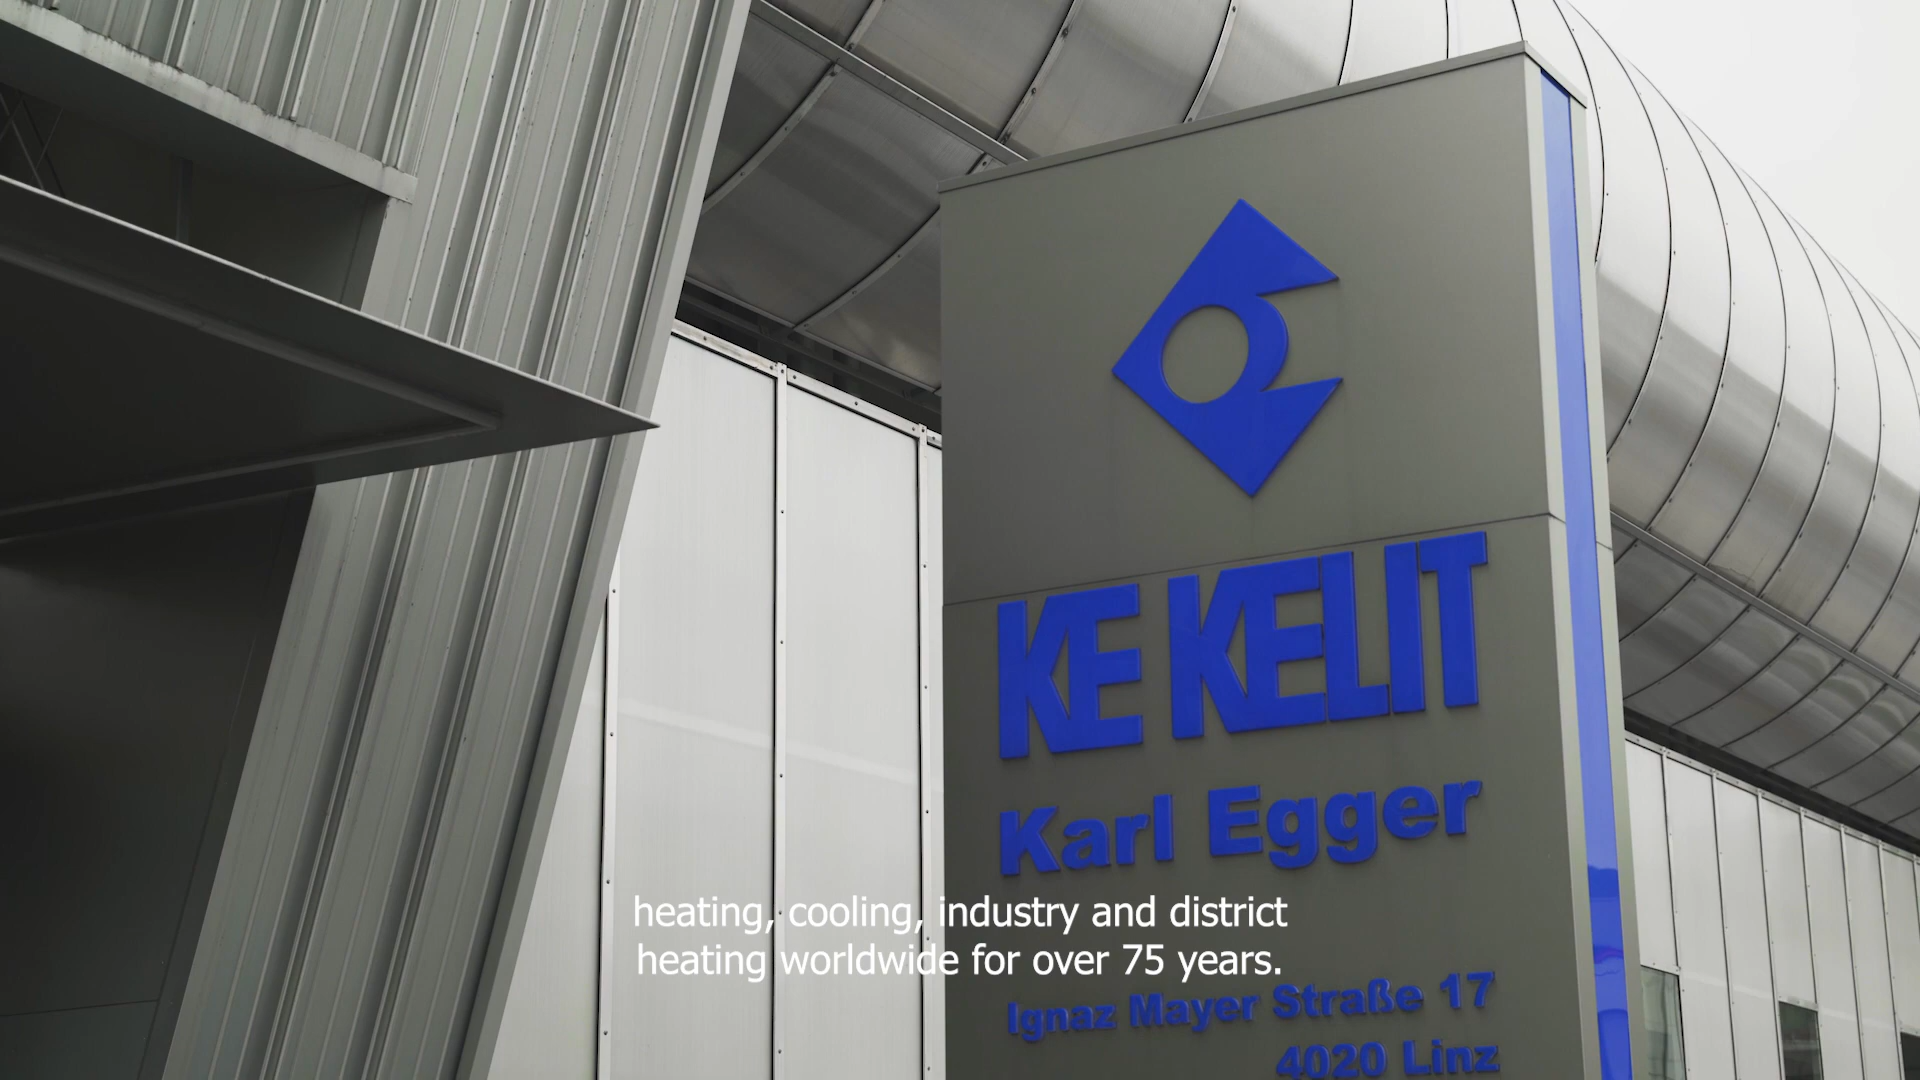 KE KELIT
Karl Egger
heating, cooling, industry and district
heating worldwide for over 75 years.
Ignaz Mayer Straße 17
4020 Linz